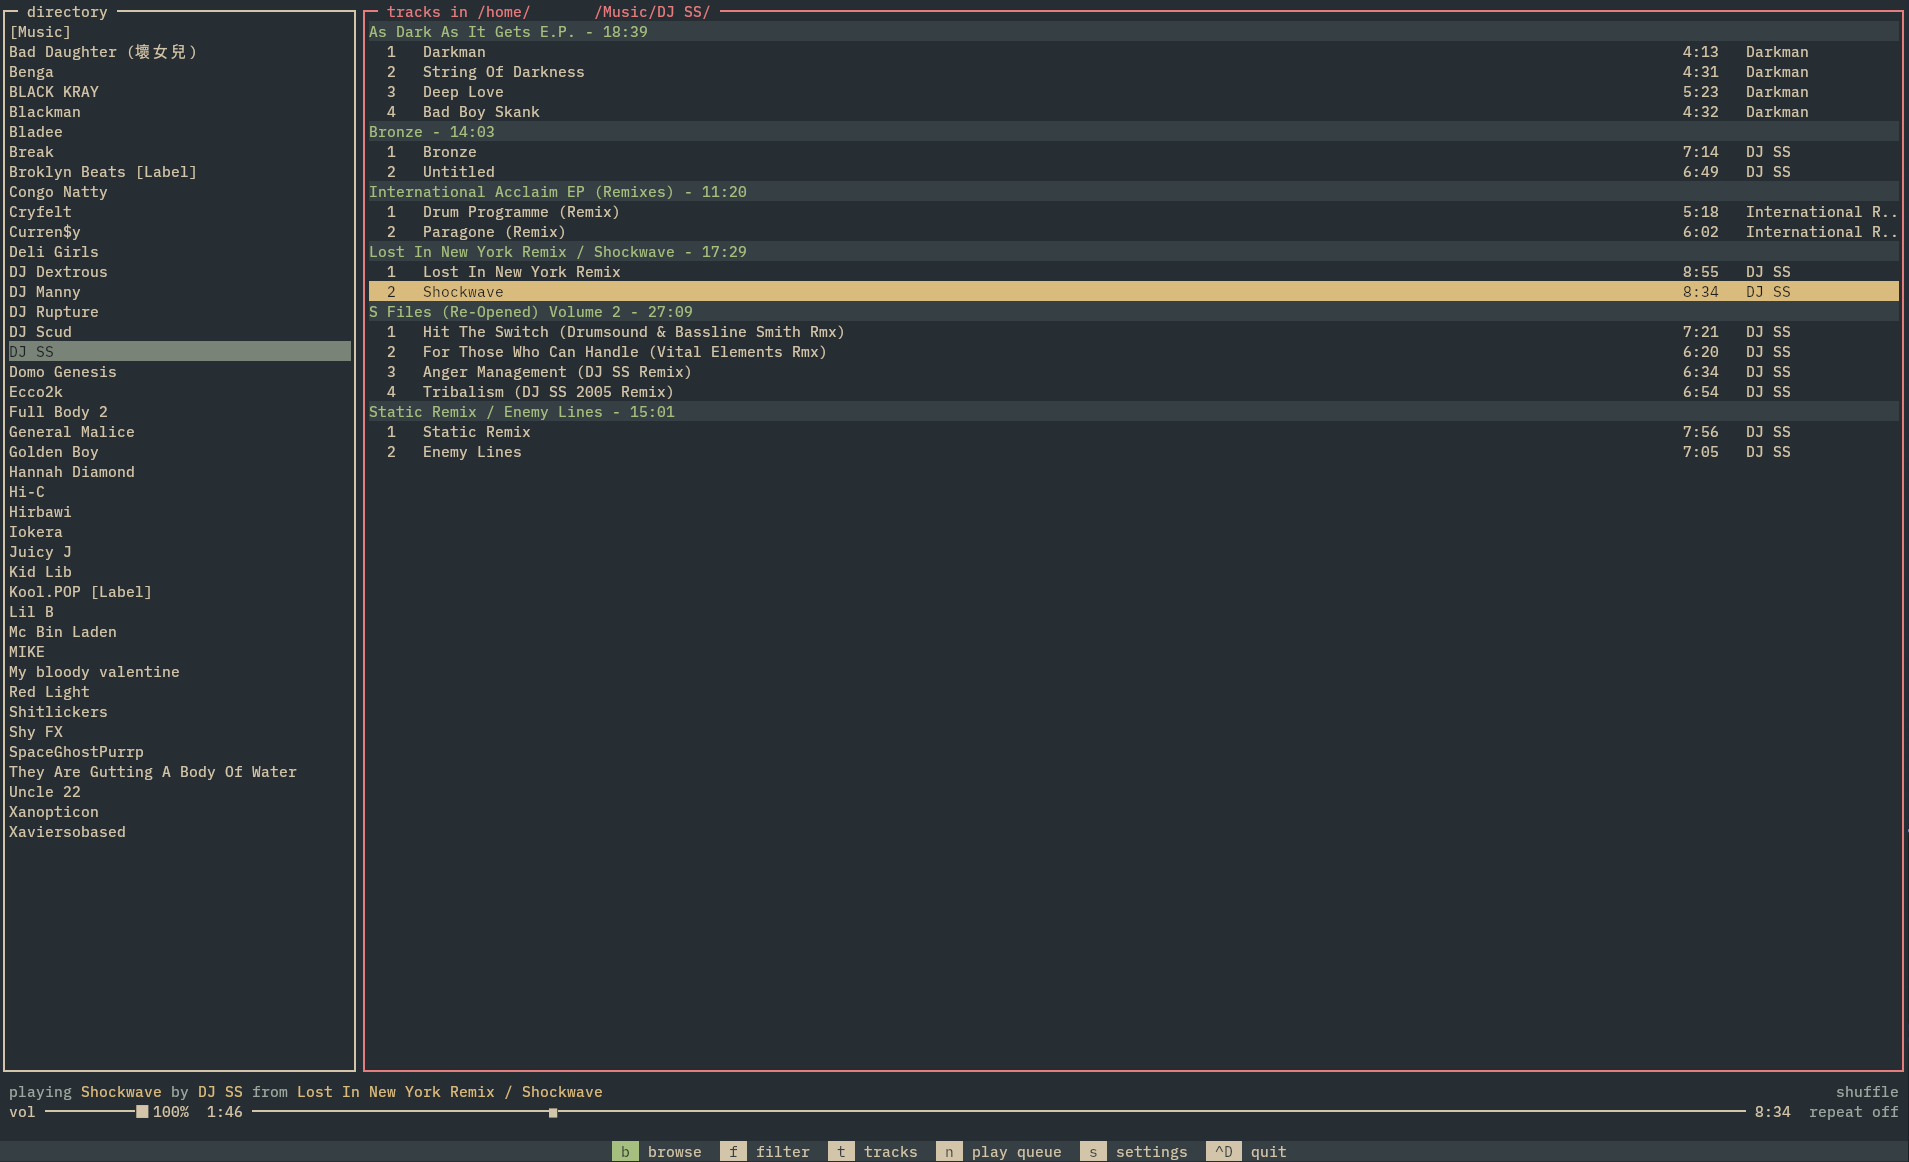 directory
[Music]
Bad Daughter (壞女兒)
Benga
BLACK KRAY
Blackman
Bladee
Break
Broklyn Beats [Label]
Congo Natty
Cryfelt
Curren$y
Deli Girls
DJ Dextrous
DJ Manny
DJ Rupture
DJ Scud
DJ SS
Domo Genesis
Ecco2k
Full Body 2
General Malice
Golden Boy
Hannah Diamond
Hi-C
Hirbawi
Iokera
Juicy J
Kid Lib
Kool.POP [Label]
Lil B
Mc Bin Laden
MIKE
My bloody valentine
Red Light
Shitlickers
Shy FX
SpaceGhostPurrp
They Are Gutting A Body Of Water
Uncle 22
Xanopticon
Xaviersobased
tracks in /home/ /Music/DJ SS/
As Dark As It Gets E.P. - 18:39
1 Darkman 4:13 Darkman
2 String Of Darkness 4:31 Darkman
3 Deep Love 5:23 Darkman
4 Bad Boy Skank 4:32 Darkman
Bronze - 14:03
1 Bronze 7:14 DJ SS
2 Untitled 6:49 DJ SS
International Acclaim EP (Remixes) - 11:20
1 Drum Programme (Remix) 5:18 International R..
2 Paragone (Remix) 6:02 International R..
Lost In New York Remix / Shockwave - 17:29
1 Lost In New York Remix 8:55 DJ SS
2 Shockwave 8:34 DJ SS
S Files (Re-Opened) Volume 2 - 27:09
1 Hit The Switch (Drumsound & Bassline Smith Rmx) 7:21 DJ SS
2 For Those Who Can Handle (Vital Elements Rmx) 6:20 DJ SS
3 Anger Management (DJ SS Remix) 6:34 DJ SS
4 Tribalism (DJ SS 2005 Remix) 6:54 DJ SS
Static Remix / Enemy Lines - 15:01
1 Static Remix 7:56 DJ SS
2 Enemy Lines 7:05 DJ SS
playing Shockwave by DJ SS from Lost In New York Remix / Shockwave shuffle
vol 100% 1:46 8:34 repeat off
b browse f filter t tracks n play queue s settings ^D quit